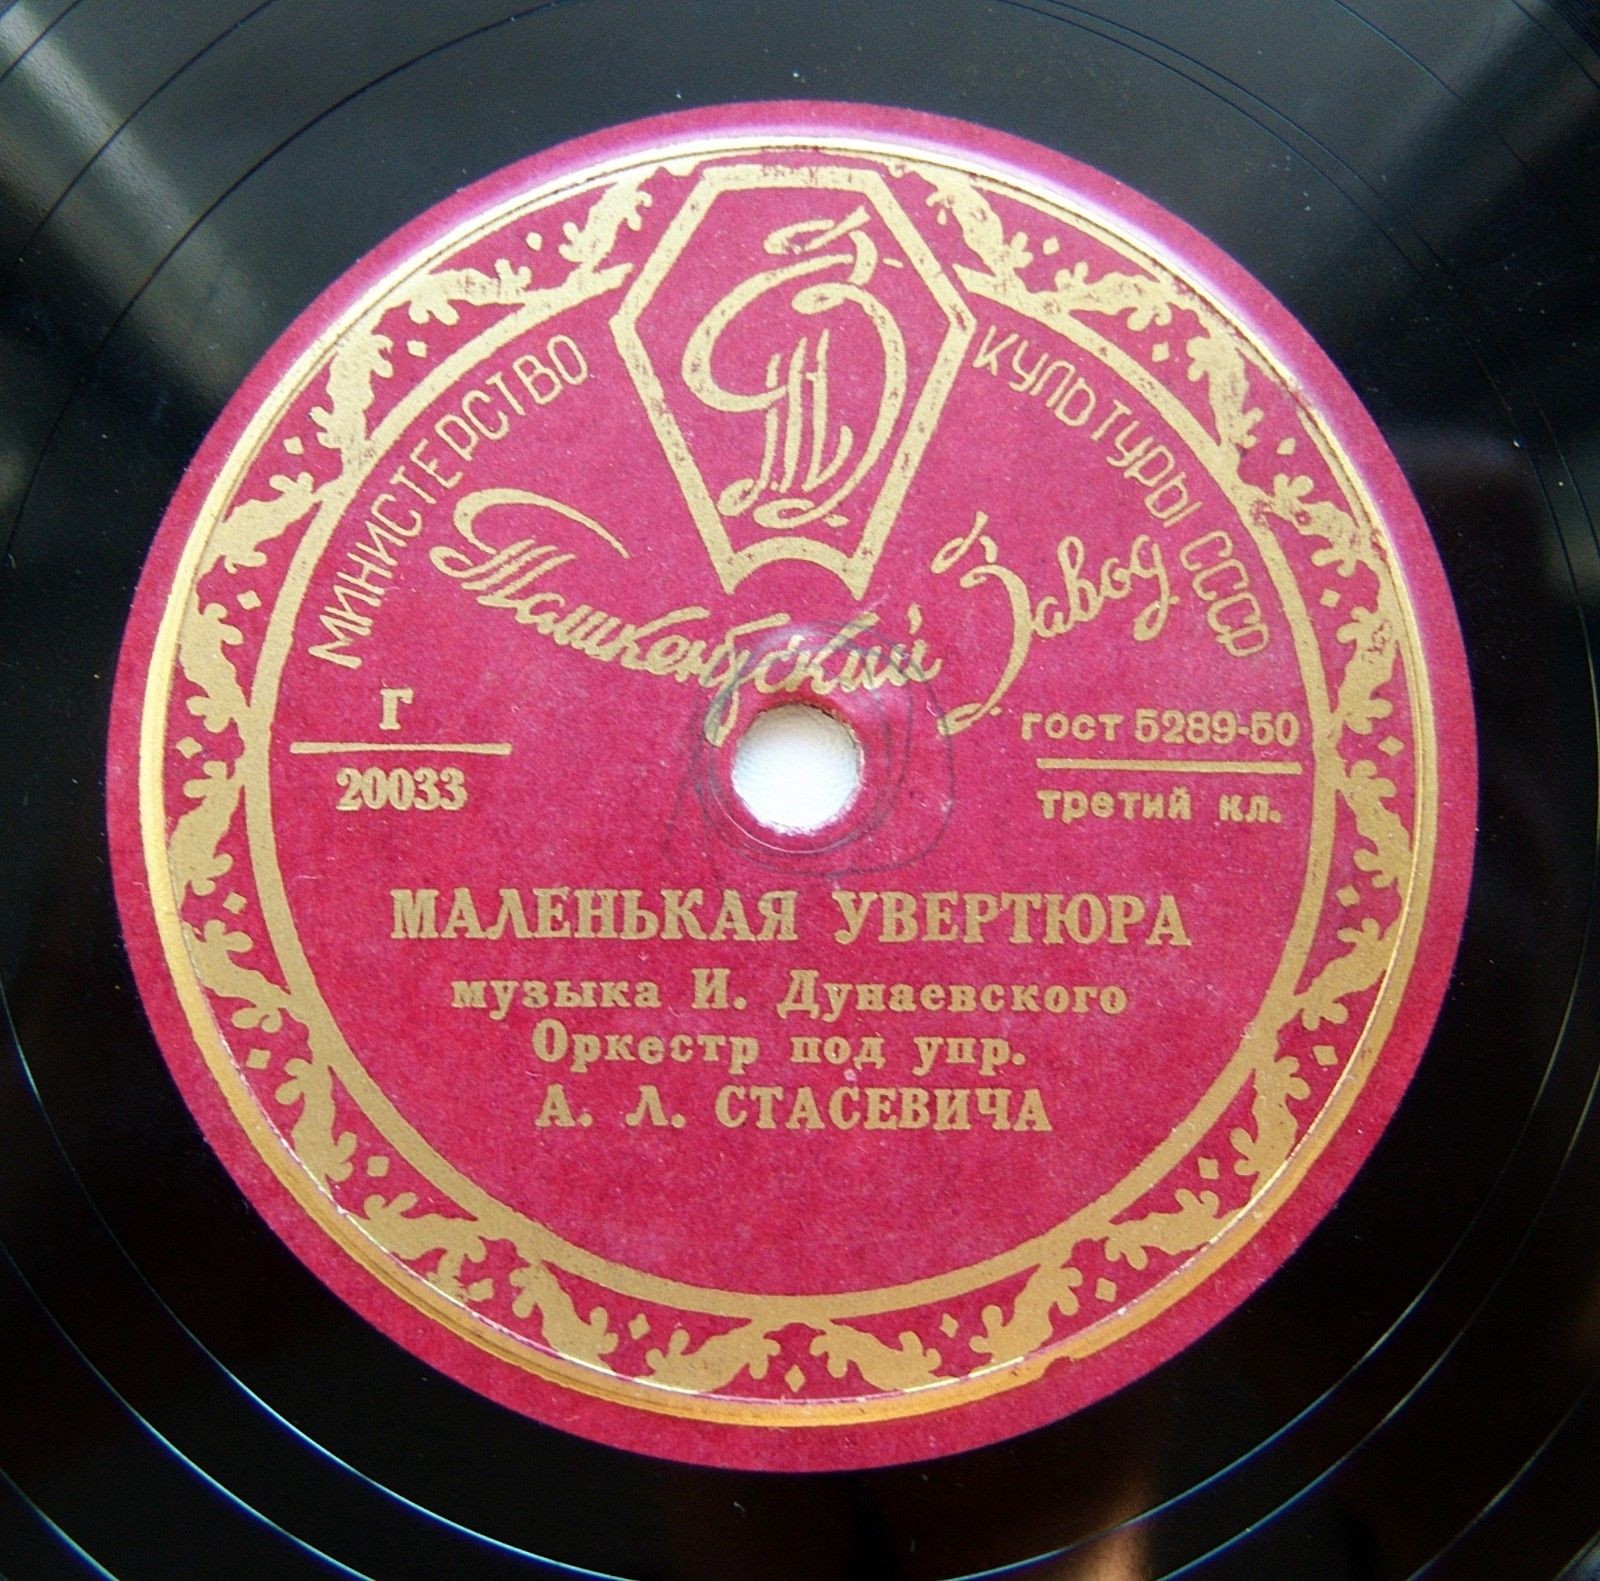 МИНИСТЕРСТВО КУЛЬТУРЫ СССР
Ташкентский Завод
Г
20033
ГОСТ 5289-50
третий кл.
МАЛЕНЬКАЯ УВЕРТЮРА
музыка И. Дунаевского
Оркестр под упр.
А. Л. СТАСЕВИЧА